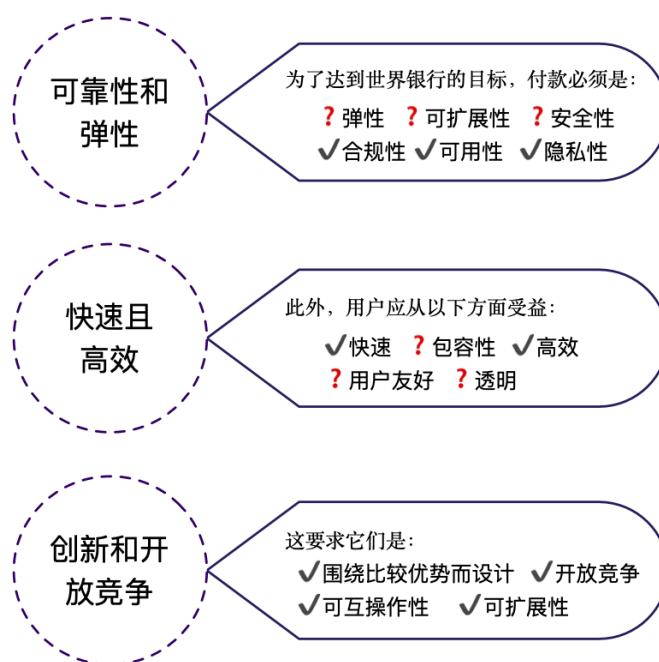 可靠性和
弹性
为了达到世界银行的目标，付款必须是：
? 弹性 ? 可扩展性 ? 安全性
✓合规性 ✓可用性 ✓隐私性
快速且
高效
此外，用户应从以下方面受益：
✓快速 ? 包容性 ✓高效
? 用户友好 ? 透明
创新和开
放竞争
这要求它们是：
✓围绕比较优势而设计 ✓开放竞争
✓可互操作性 ✓可扩展性